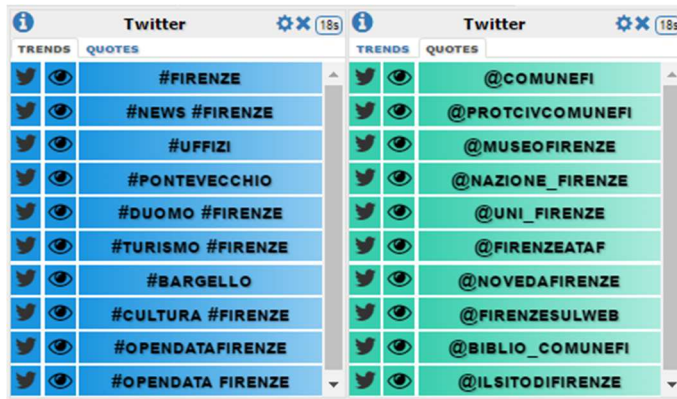 Twitter
18s
TRENDS QUOTES
#FIRENZE
#NEWS #FIRENZE
#UFFIZI
#PONTEVECCHIO
#DUOMO #FIRENZE
#TURISMO #FIRENZE
#BARGELLO
#CULTURA #FIRENZE
#OPENDATAFIRENZE
#OPENDATA FIRENZE
Twitter
18s
TRENDS QUOTES
@COMUNEFI
@PROTCIVCOMUNEFI
@MUSEOFIRENZE
@NAZIONE_FIRENZE
@UNI_FIRENZE
@FIRENZEATAF
@NOVEDAFIRENZE
@FIRENZESULWEB
@BIBLIO_COMUNEFI
@ILSITODIFIRENZE